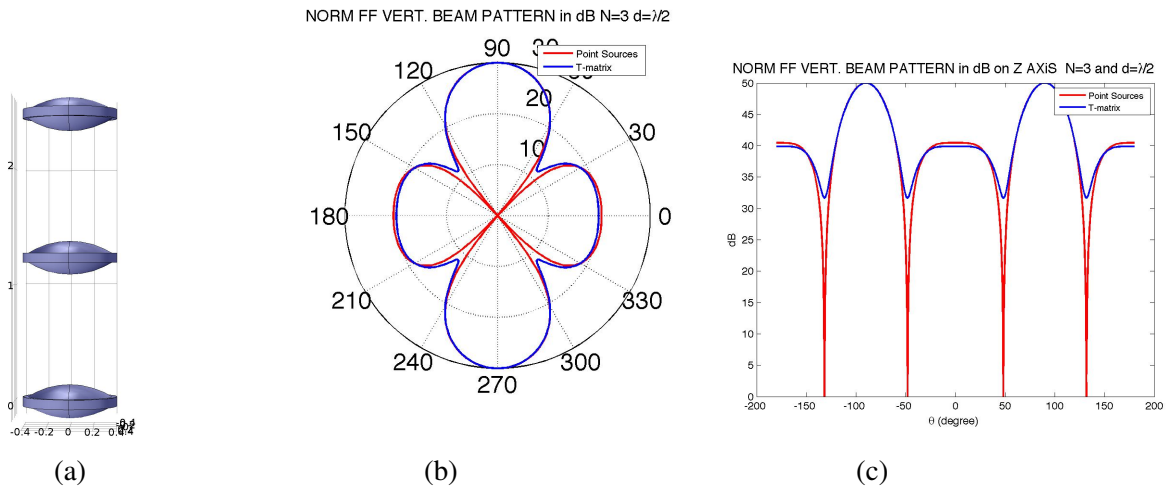 NORM FF VERT. BEAM PATTERN in dB N=3 d=λ/2
Point Sources
T-matrix
90
120
60
150
30
180
0
210
330
240
300
270
10
20
30
2
1
0
-0.4 -0.2 0 0.2 0.4
(a)
(b)
NORM FF VERT. BEAM PATTERN in dB on Z AXiS N=3 and d=λ/2
Point Sources
T-matrix
50
45
40
35
30
25
20
15
10
5
0
dB
-200 -150 -100 -50 0 50 100 150 200
θ (degree)
(c)